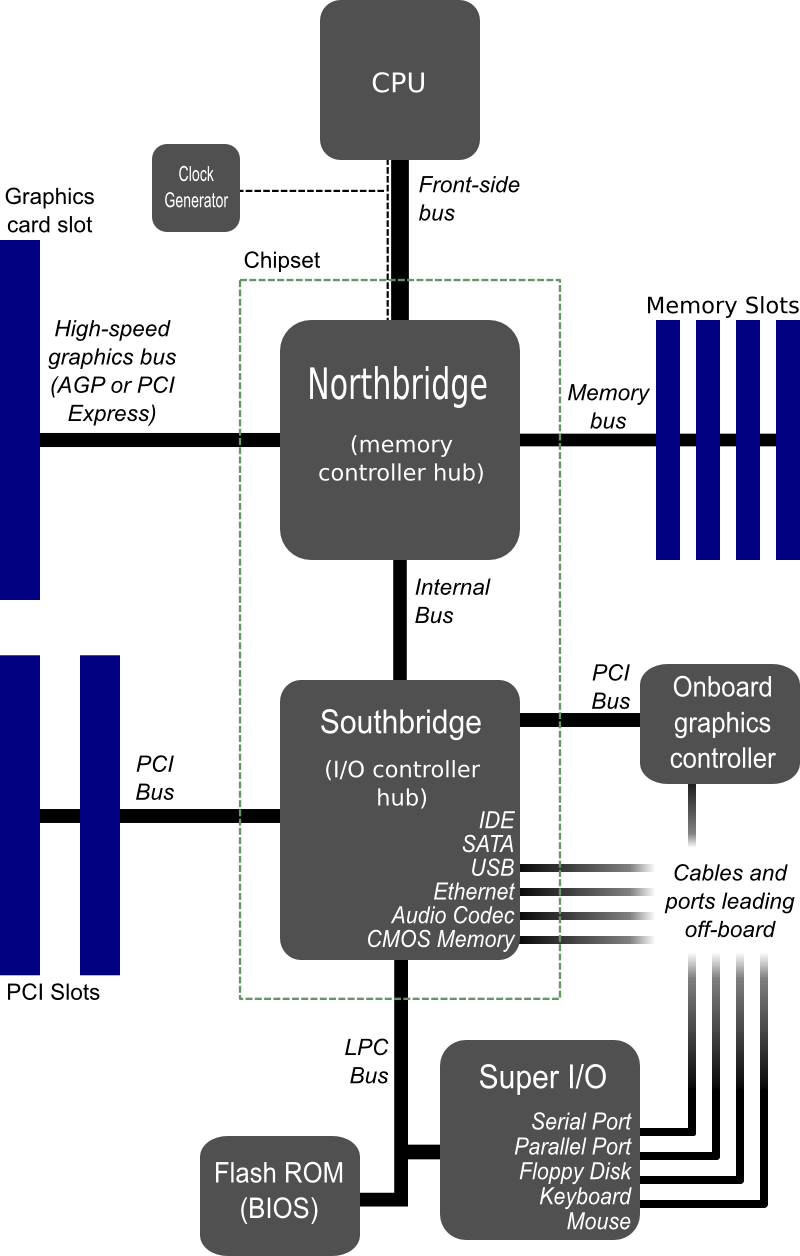 CPU
Clock
Generator
Front-side
bus
Graphics
card slot
Chipset
High-speed
graphics bus
(AGP or PCI
Express)
Northbridge
(memory
controller hub)
Memory Slots
Memory
bus
Internal
Bus
PCI
Bus
Onboard
graphics
controller
Southbridge
(I/O controller
hub)
PCI
Bus
IDE
SATA
USB
Ethernet
Audio Codec
CMOS Memory
Cables and
ports leading
off-board
PCI Slots
LPC
Bus
Super I/O
Serial Port
Parallel Port
Floppy Disk
Keyboard
Mouse
Flash ROM
(BIOS)